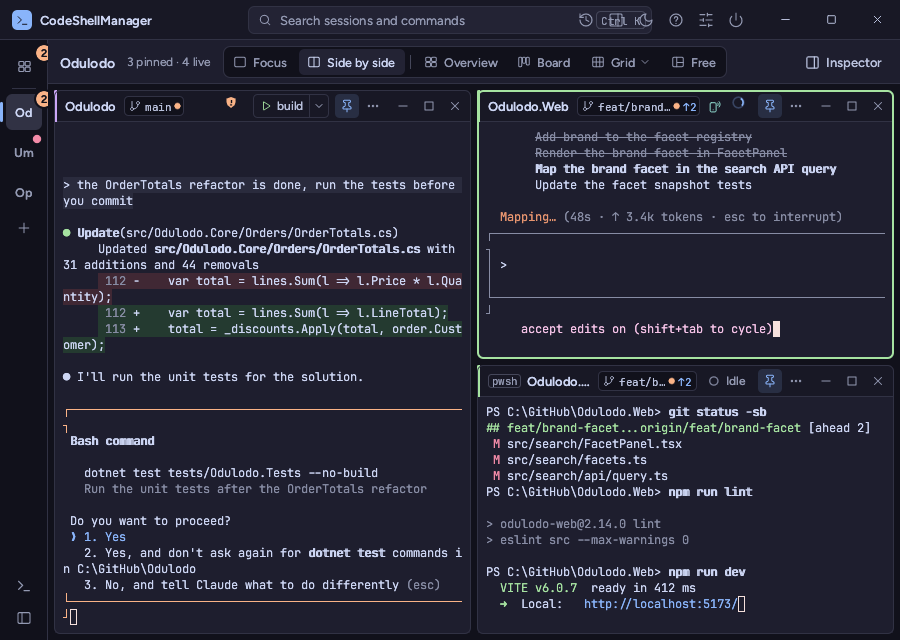 CodeShellManager
Search sessions and commands
Odulodo
3 pinned · 4 live
Focus
Side by side
Overview
Board
Grid
Free
Inspector
2
2
Od
Um
Op
Odulodo
main
build
> the OrderTotals refactor is done, run the tests before
you commit
Update(src/Odulodo.Core/Orders/OrderTotals.cs)
Updated src/Odulodo.Core/Orders/OrderTotals.cs with
31 additions and 44 removals
112 -    var total = lines.Sum(l => l.Price * l.Qua
ntity);
112 +    var total = lines.Sum(l => l.LineTotal);
113 +    total = _discounts.Apply(total, order.Cust
omer);
I'll run the unit tests for the solution.
Bash command
dotnet test tests/Odulodo.Tests --no-build
Run the unit tests after the OrderTotals refactor
Do you want to proceed?
❯ 1. Yes
2. Yes, and don't ask again for dotnet test commands i
n C:\GitHub\Odulodo
3. No, and tell Claude what to do differently (esc)
Odulodo.Web
feat/brand… ↑2
Add brand to the facet registry
Render the brand facet in FacetPanel
Map the brand facet in the search API query
Update the facet snapshot tests
Mapping… (48s · ↑ 3.4k tokens · esc to interrupt)
>
accept edits on (shift+tab to cycle)
pwsh
Odulodo.…
feat/b… ↑2
Idle
PS C:\GitHub\Odulodo.Web> git status -sb
## feat/brand-facet...origin/feat/brand-facet [ahead 2]
M src/search/FacetPanel.tsx
M src/search/facets.ts
M src/search/api/query.ts
PS C:\GitHub\Odulodo.Web> npm run lint
> odulodo-web@2.14.0 lint
> eslint src --max-warnings 0
PS C:\GitHub\Odulodo.Web> npm run dev
VITE v6.0.7  ready in 412 ms
➜  Local:   http://localhost:5173/